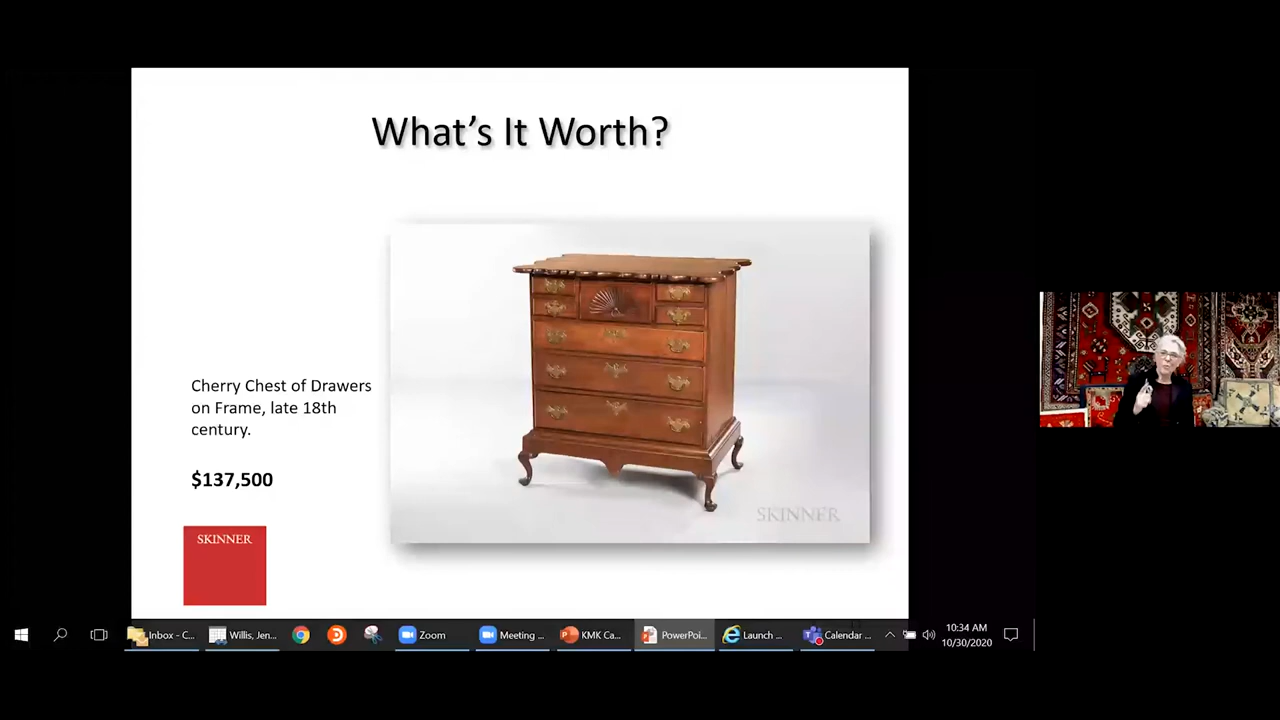 What's It Worth?
Cherry Chest of Drawers
on Frame, late 18th
century.
$137,500
SKINNER
SKINNER
Inbox - C...
Willis, Jen...
Zoom
Meeting ...
KMK Ca...
PowerPoi...
Launch ...
Calendar ...
10:34 AM
10/30/2020